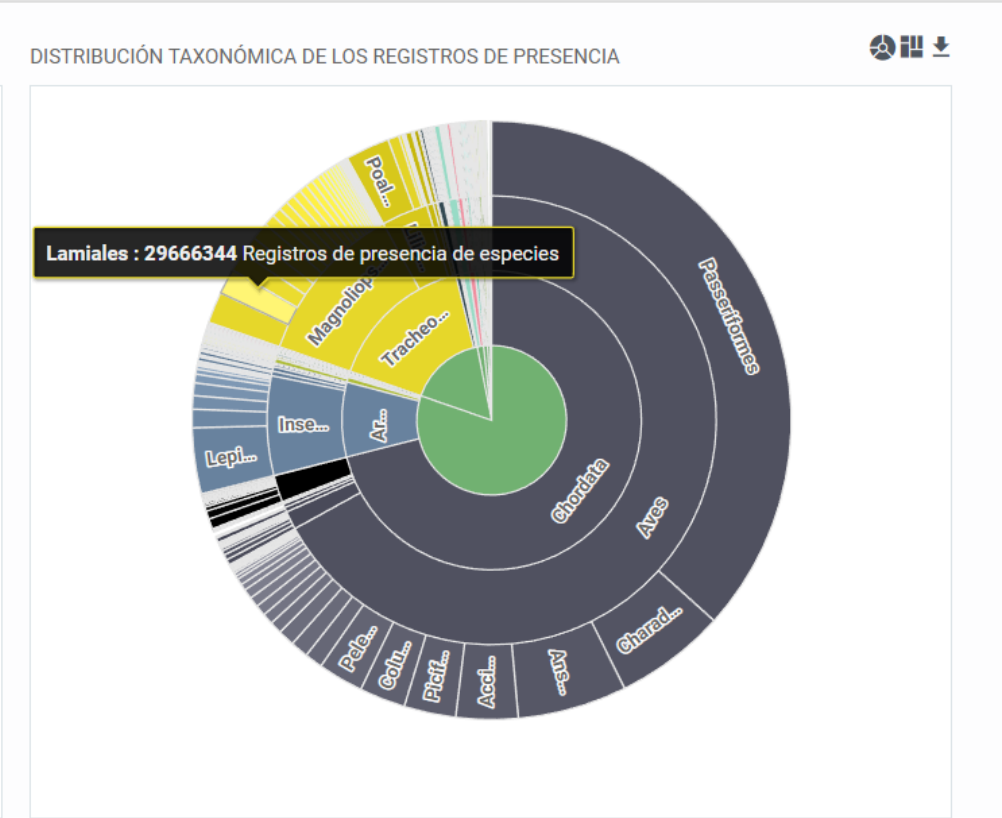 DISTRIBUCIÓN TAXONÓMICA DE LOS REGISTROS DE PRESENCIA
Poal...
Lamiales : 29666344 Registros de presencia de especies
Magnoliops...
Tracheo...
Passeriformes
Inse...
Ar...
Lepi...
Chordata
Aves
Charad...
Ans...
Acci...
Picif...
Colu...
Pele...